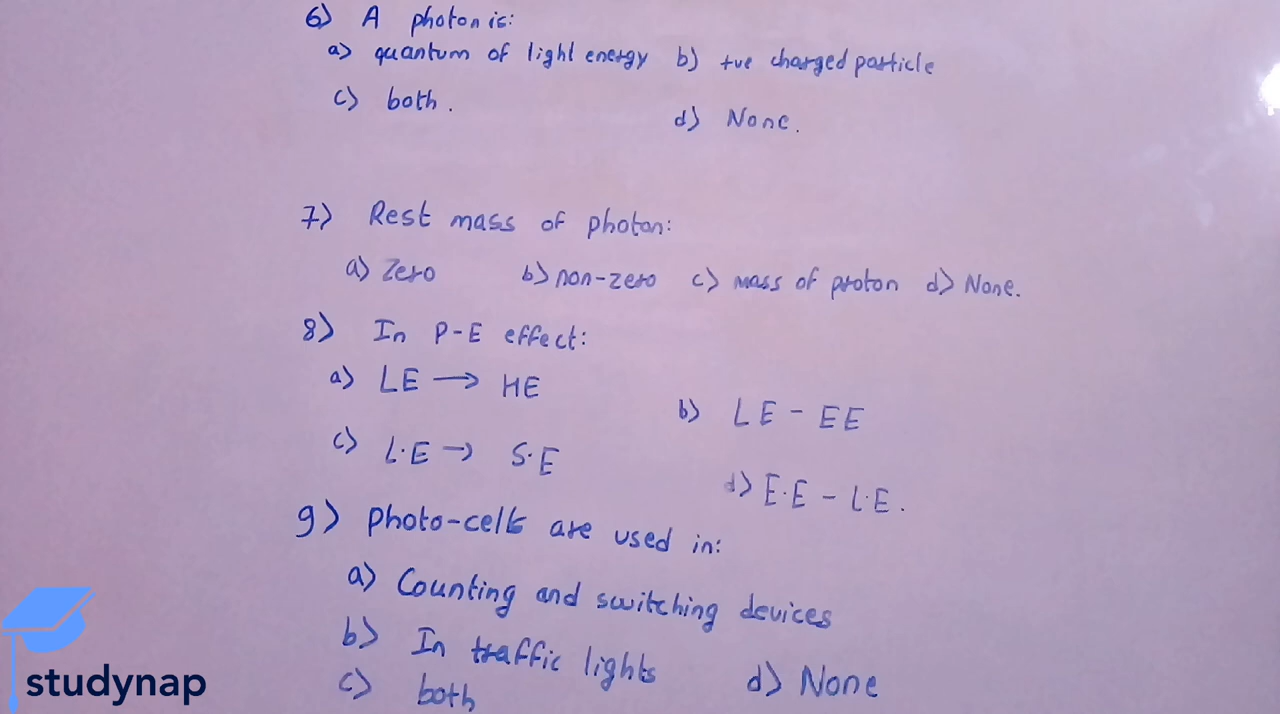 6) A photon is:
a) quantum of light energy b) +ve charged particle
c) both.
d) None.
7) Rest mass of photon:
a) Zero b) non-zero c) mass of proton d) None.
8) In P-E effect:
a) LE → HE
b) LE - EE
c) L.E → S.E
d) E.E - L.E.
9) Photo-cells are used in:
a) Counting and switching devices
b) In traffic lights
c) both d) None
studynap